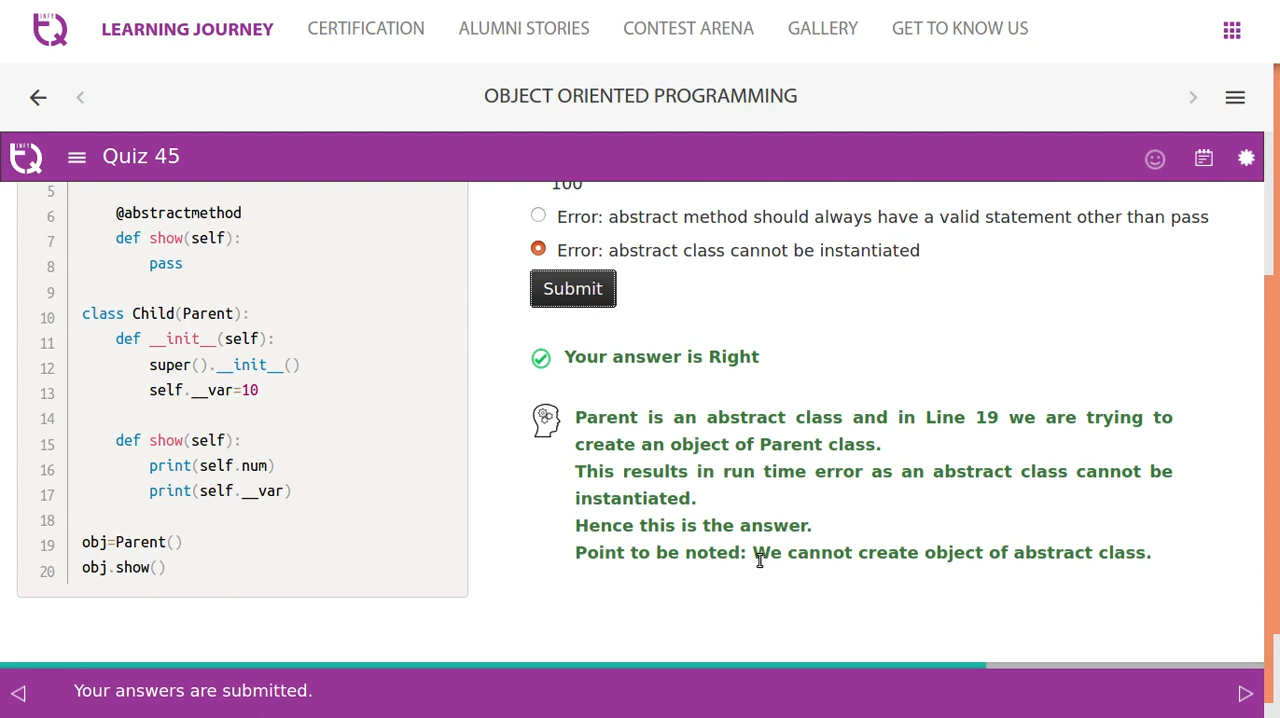 INFY
TQ
LEARNING JOURNEY CERTIFICATION ALUMNI STORIES CONTEST ARENA GALLERY GET TO KNOW US
OBJECT ORIENTED PROGRAMMING
INFY
TQ
Quiz 45
5
6 @abstractmethod
7 def show(self):
8 pass
9
10 class Child(Parent):
11 def __init__(self):
12 super().__init__()
13 self.__var=10
14
15 def show(self):
16 print(self.num)
17 print(self.__var)
18
19 obj=Parent()
20 obj.show()
100
Error: abstract method should always have a valid statement other than pass
Error: abstract class cannot be instantiated
Submit
Your answer is Right
Parent is an abstract class and in Line 19 we are trying to
create an object of Parent class.
This results in run time error as an abstract class cannot be
instantiated.
Hence this is the answer.
Point to be noted: We cannot create object of abstract class.
Your answers are submitted.